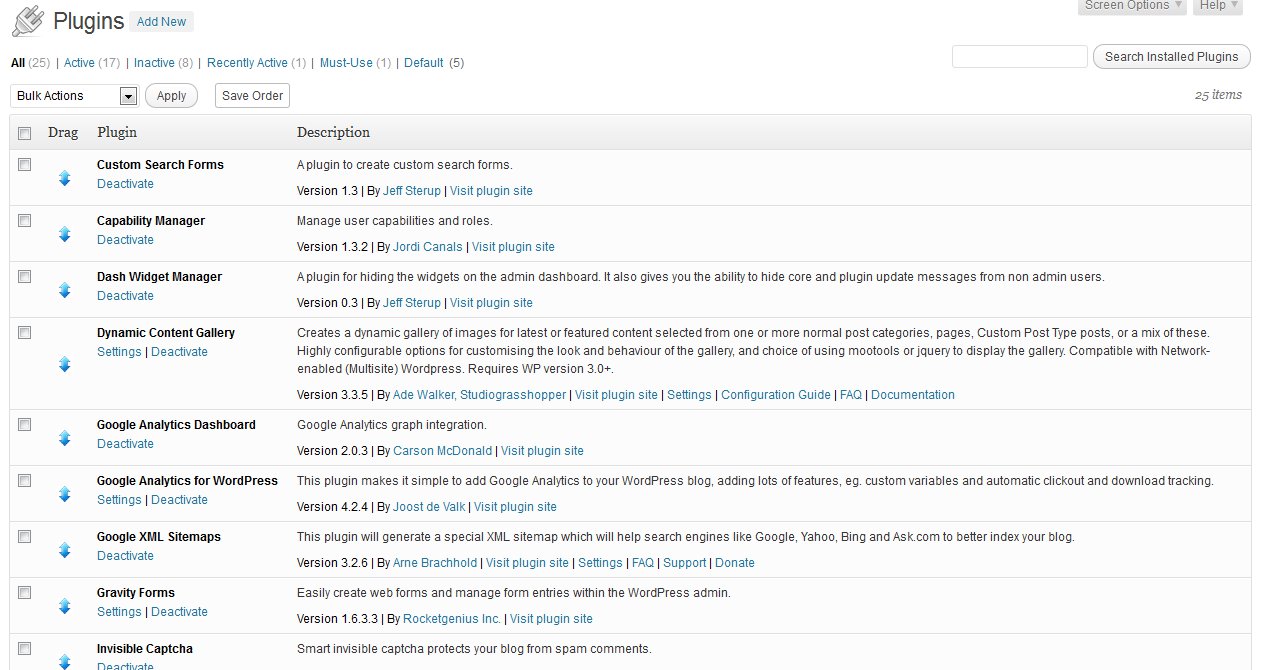 Plugins Add New
Screen Options Help
All (25) | Active (17) | Inactive (8) | Recently Active (1) | Must-Use (1) | Default (5)
Search Installed Plugins
Bulk Actions Apply Save Order
25 items
Drag Plugin Description
Custom Search Forms
Deactivate
A plugin to create custom search forms.
Version 1.3 | By Jeff Sterup | Visit plugin site
Capability Manager
Deactivate
Manage user capabilities and roles.
Version 1.3.2 | By Jordi Canals | Visit plugin site
Dash Widget Manager
Deactivate
A plugin for hiding the widgets on the admin dashboard. It also gives you the ability to hide core and plugin update messages from non admin users.
Version 0.3 | By Jeff Sterup | Visit plugin site
Dynamic Content Gallery
Settings | Deactivate
Creates a dynamic gallery of images for latest or featured content selected from one or more normal post categories, pages, Custom Post Type posts, or a mix of these.
Highly configurable options for customising the look and behaviour of the gallery, and choice of using mootools or jquery to display the gallery. Compatible with Network-
enabled (Multisite) Wordpress. Requires WP version 3.0+.
Version 3.3.5 | By Ade Walker, Studiograsshopper | Visit plugin site | Settings | Configuration Guide | FAQ | Documentation
Google Analytics Dashboard
Deactivate
Google Analytics graph integration.
Version 2.0.3 | By Carson McDonald | Visit plugin site
Google Analytics for WordPress
Settings | Deactivate
This plugin makes it simple to add Google Analytics to your WordPress blog, adding lots of features, eg. custom variables and automatic clickout and download tracking.
Version 4.2.4 | By Joost de Valk | Visit plugin site
Google XML Sitemaps
Deactivate
This plugin will generate a special XML sitemap which will help search engines like Google, Yahoo, Bing and Ask.com to better index your blog.
Version 3.2.6 | By Arne Brachhold | Visit plugin site | Settings | FAQ | Support | Donate
Gravity Forms
Settings | Deactivate
Easily create web forms and manage form entries within the WordPress admin.
Version 1.6.3.3 | By Rocketgenius Inc. | Visit plugin site
Invisible Captcha
Deactivate
Smart invisible captcha protects your blog from spam comments.